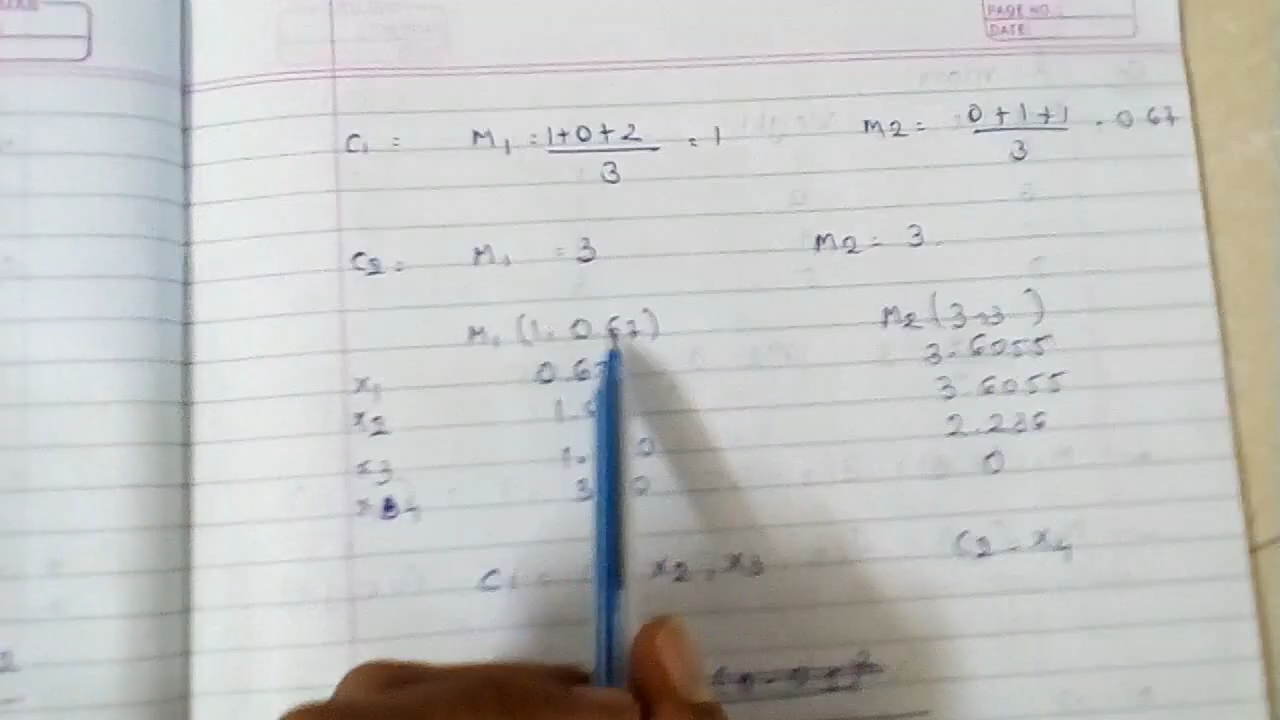 PAGE NO.
DATE
C1 = M1 = 1+0+2 / 3 = 1 M2 = 0+1+1 / 3 = 0.67
C2 = M1 = 3 M2 = 3
M1 (1, 0.67) M2 (3, 3)
x1 0.67 3.6055
x2 3.6055
x3 2.236
x4 0
C1 = x2, x3 C2 = x4